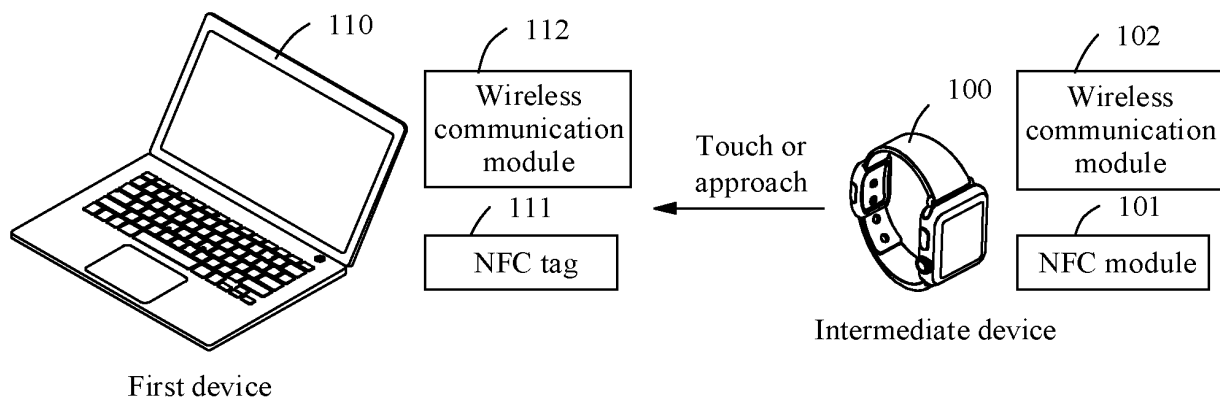 110
112
Wireless
communication
module
111
NFC tag
First device
Touch or
approach
100
102
Wireless
communication
module
101
NFC module
Intermediate device